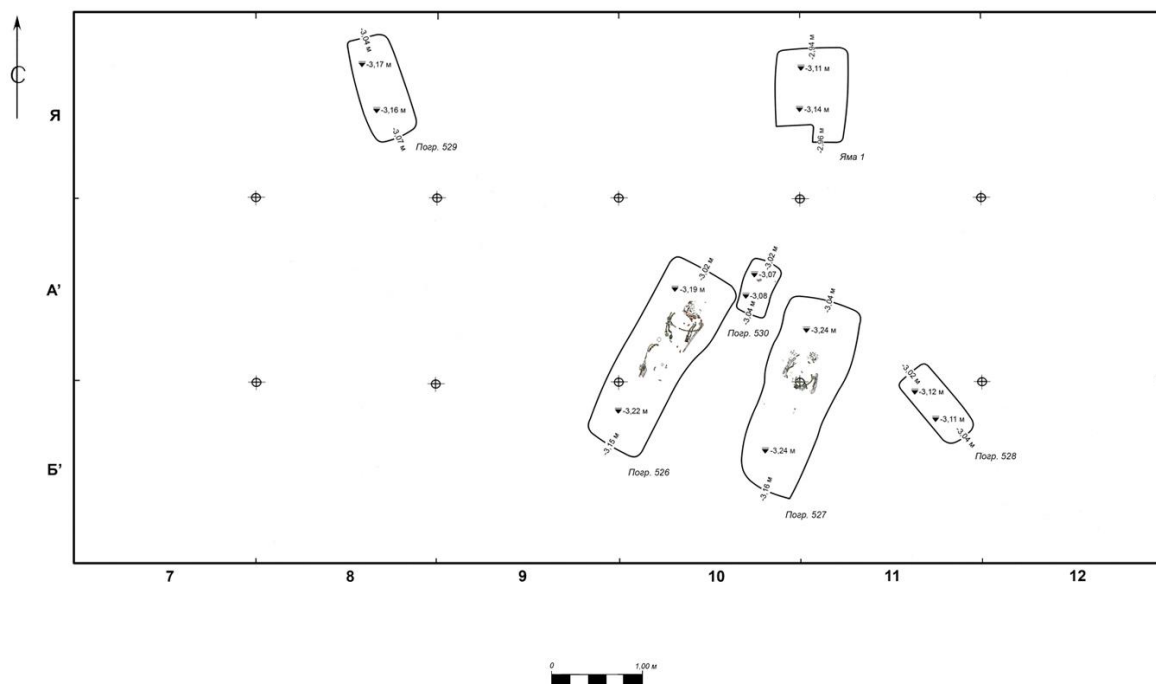 С
Я
А'
Б'
-3,04 м
-3,17 м
-3,16 м
-3,07 м
Погр. 529
-2,94 м
-3,11 м
-3,14 м
-2,96 м
Яма 1
-3,02 м
-3,19 м
-3,22 м
-3,15 м
Погр. 526
-3,02 м
-3,07
-3,08
-3,04 м
Погр. 530
-3,04 м
-3,24 м
-3,24 м
-3,16 м
Погр. 527
-3,02 м
-3,12 м
-3,11 м
-3,04 м
Погр. 528
7 8 9 10 11 12
0 1,00 м